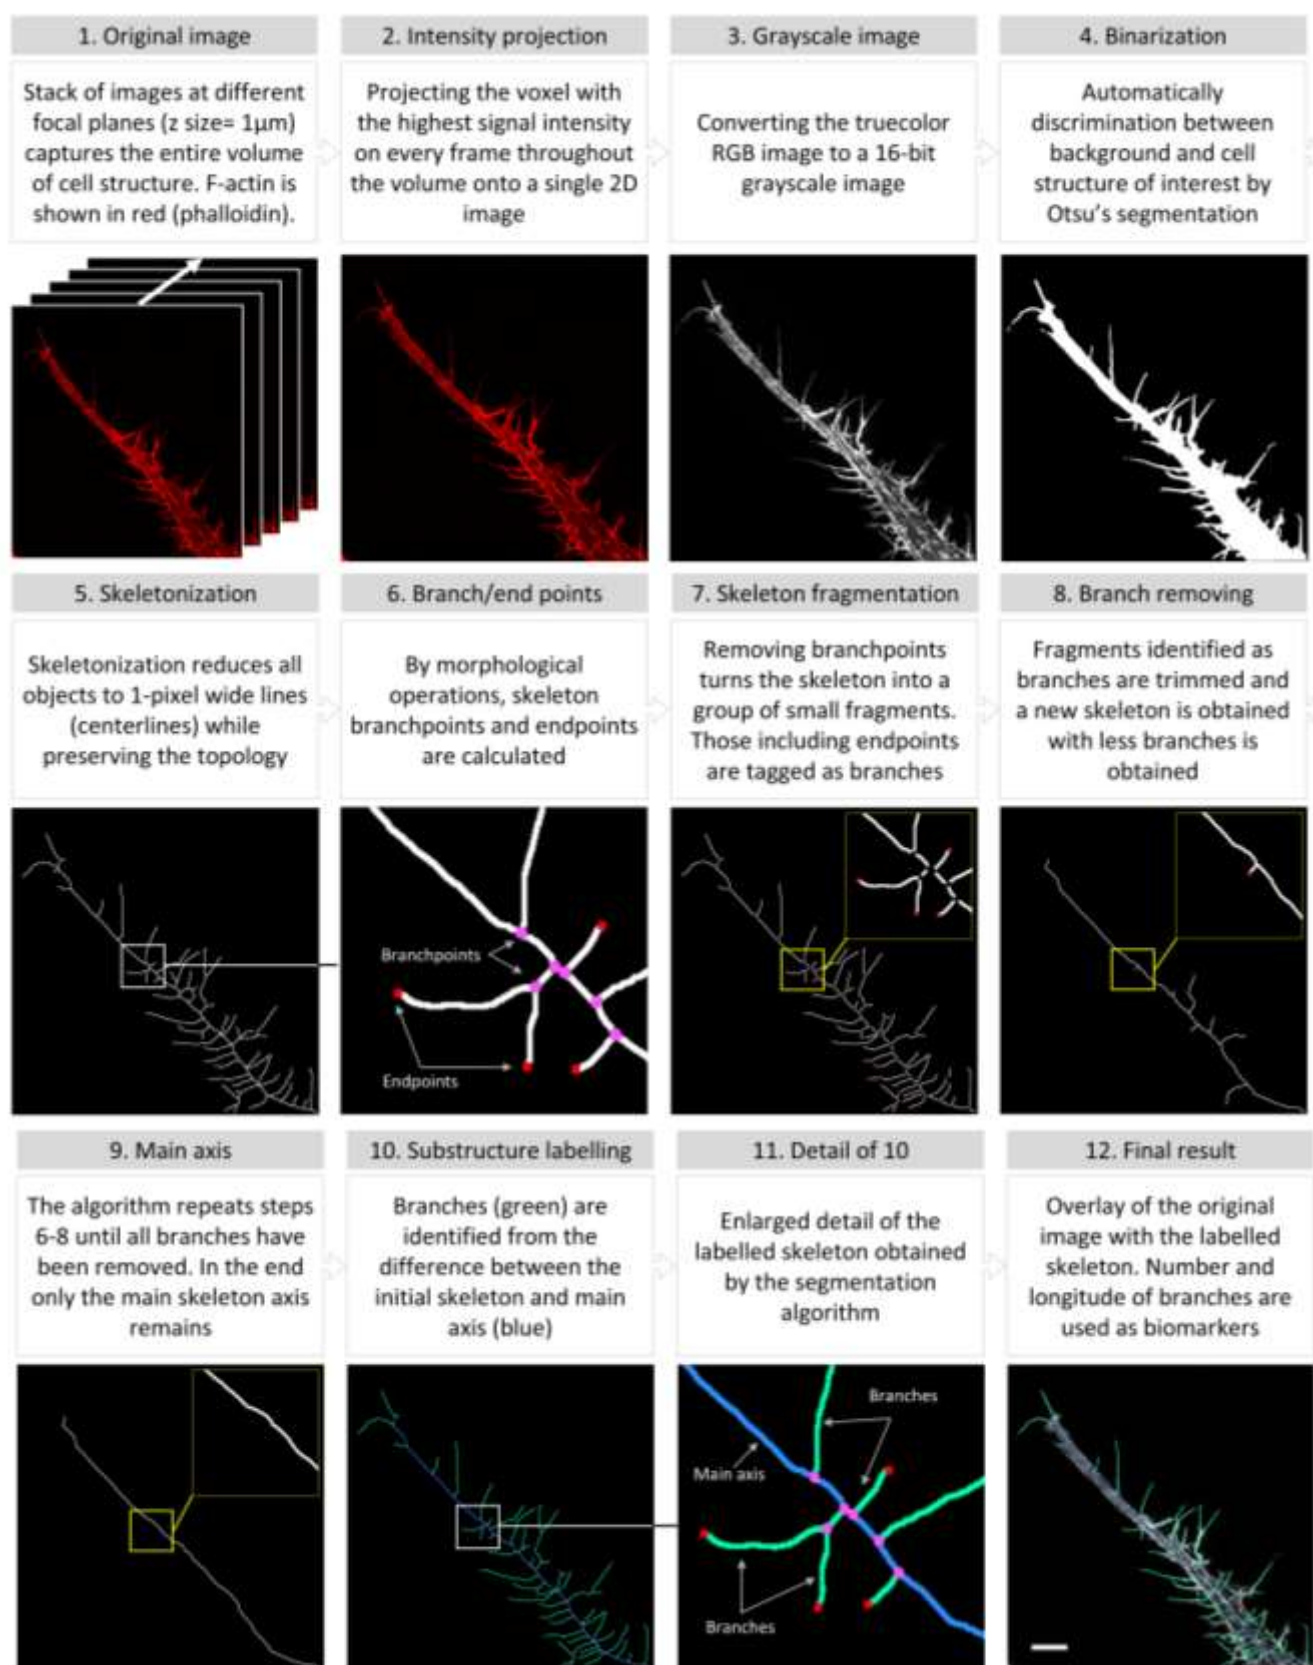 1. Original image
2. Intensity projection
3. Grayscale image
4. Binarization
Stack of images at different
focal planes (z size= 1µm)
captures the entire volume
of cell structure. F-actin is
shown in red (phalloidin).
Projecting the voxel with
the highest signal intensity
on every frame throughout
the volume onto a single 2D
image
Converting the truecolor
RGB image to a 16-bit
grayscale image
Automatically
discrimination between
background and cell
structure of interest by
Otsu's segmentation
5. Skeletonization
6. Branch/end points
7. Skeleton fragmentation
8. Branch removing
Skeletonization reduces all
objects to 1-pixel wide lines
(centerlines) while
preserving the topology
By morphological
operations, skeleton
branchpoints and endpoints
are calculated
Removing branchpoints
turns the skeleton into a
group of small fragments.
Those including endpoints
are tagged as branches
Fragments identified as
branches are trimmed and
a new skeleton is obtained
with less branches is
obtained
Branchpoints
Endpoints
9. Main axis
10. Substructure labelling
11. Detail of 10
12. Final result
The algorithm repeats steps
6-8 until all branches have
been removed. In the end
only the main skeleton axis
remains
Branches (green) are
identified from the
difference between the
initial skeleton and main
axis (blue)
Enlarged detail of the
labelled skeleton obtained
by the segmentation
algorithm
Overlay of the original
image with the labelled
skeleton. Number and
longitude of branches are
used as biomarkers
Branches
Main axis
Branches